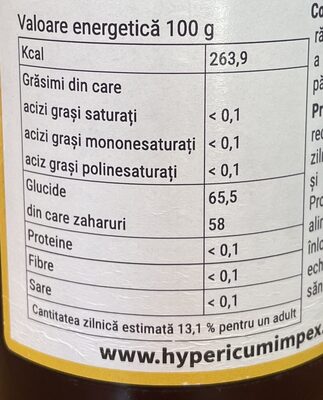 Valoare energetică 100 g
Kcal 263,9
Grăsimi din care
acizi grași saturați < 0,1
acizi grași mononesaturați < 0,1
aciz grași polinesaturați < 0,1
Glucide 65,5
din care zaharuri 58
Proteine < 0,1
Fibre < 0,1
Sare < 0,1
Cantitatea zilnică estimată 13,1 % pentru un adult
www.hypericumimpex.